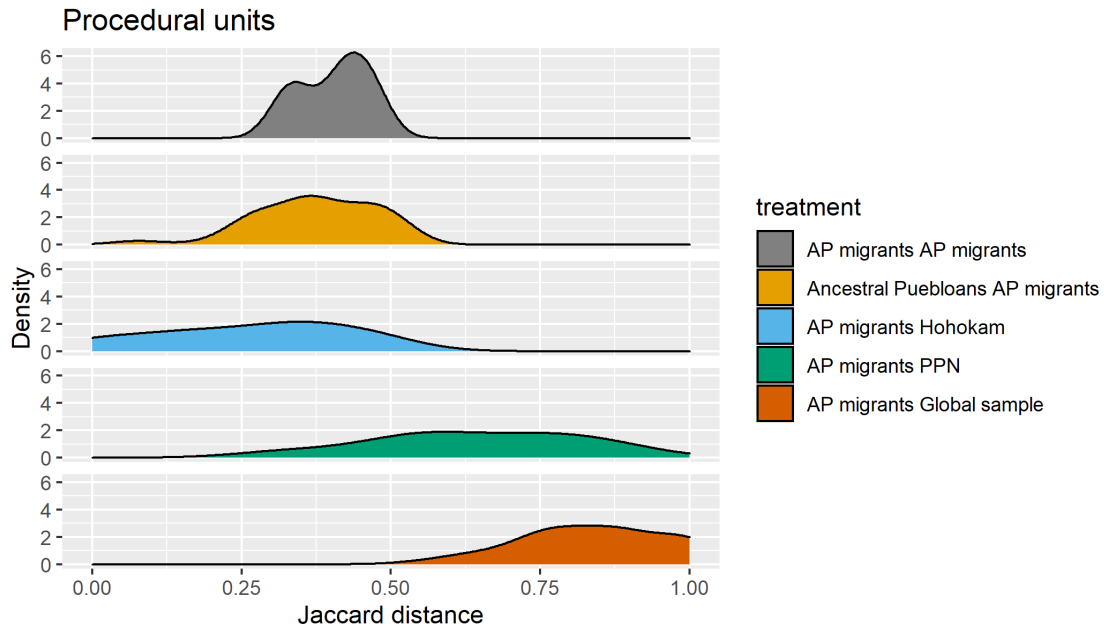 Procedural units
Density
6
4
2
0
6
4
2
0
6
4
2
0
6
4
2
0
6
4
2
0
0.00 0.25 0.50 0.75 1.00
Jaccard distance
treatment
AP migrants AP migrants
Ancestral Puebloans AP migrants
AP migrants Hohokam
AP migrants PPN
AP migrants Global sample